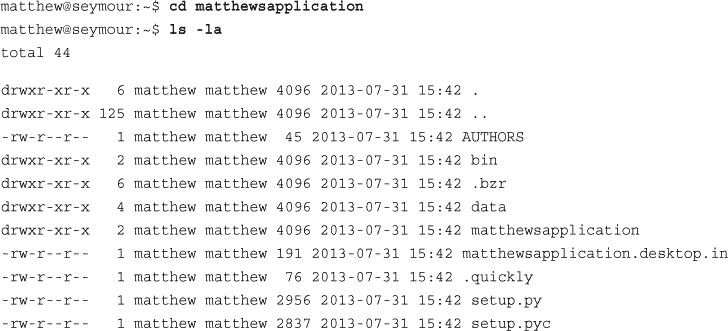 matthew@seymour:~$ cd matthewsapplication
matthew@seymour:~$ ls -la
total 44
drwxr-xr-x   6 matthew matthew 4096 2013-07-31 15:42 .
drwxr-xr-x 125 matthew matthew 4096 2013-07-31 15:42 ..
-rw-r--r--   1 matthew matthew   45 2013-07-31 15:42 AUTHORS
drwxr-xr-x   2 matthew matthew 4096 2013-07-31 15:42 bin
drwxr-xr-x   6 matthew matthew 4096 2013-07-31 15:42 .bzr
drwxr-xr-x   4 matthew matthew 4096 2013-07-31 15:42 data
drwxr-xr-x   2 matthew matthew 4096 2013-07-31 15:42 matthewsapplication
-rw-r--r--   1 matthew matthew  191 2013-07-31 15:42 matthewsapplication.desktop.in
-rw-r--r--   1 matthew matthew   76 2013-07-31 15:42 .quickly
-rw-r--r--   1 matthew matthew 2956 2013-07-31 15:42 setup.py
-rw-r--r--   1 matthew matthew 2837 2013-07-31 15:42 setup.pyc